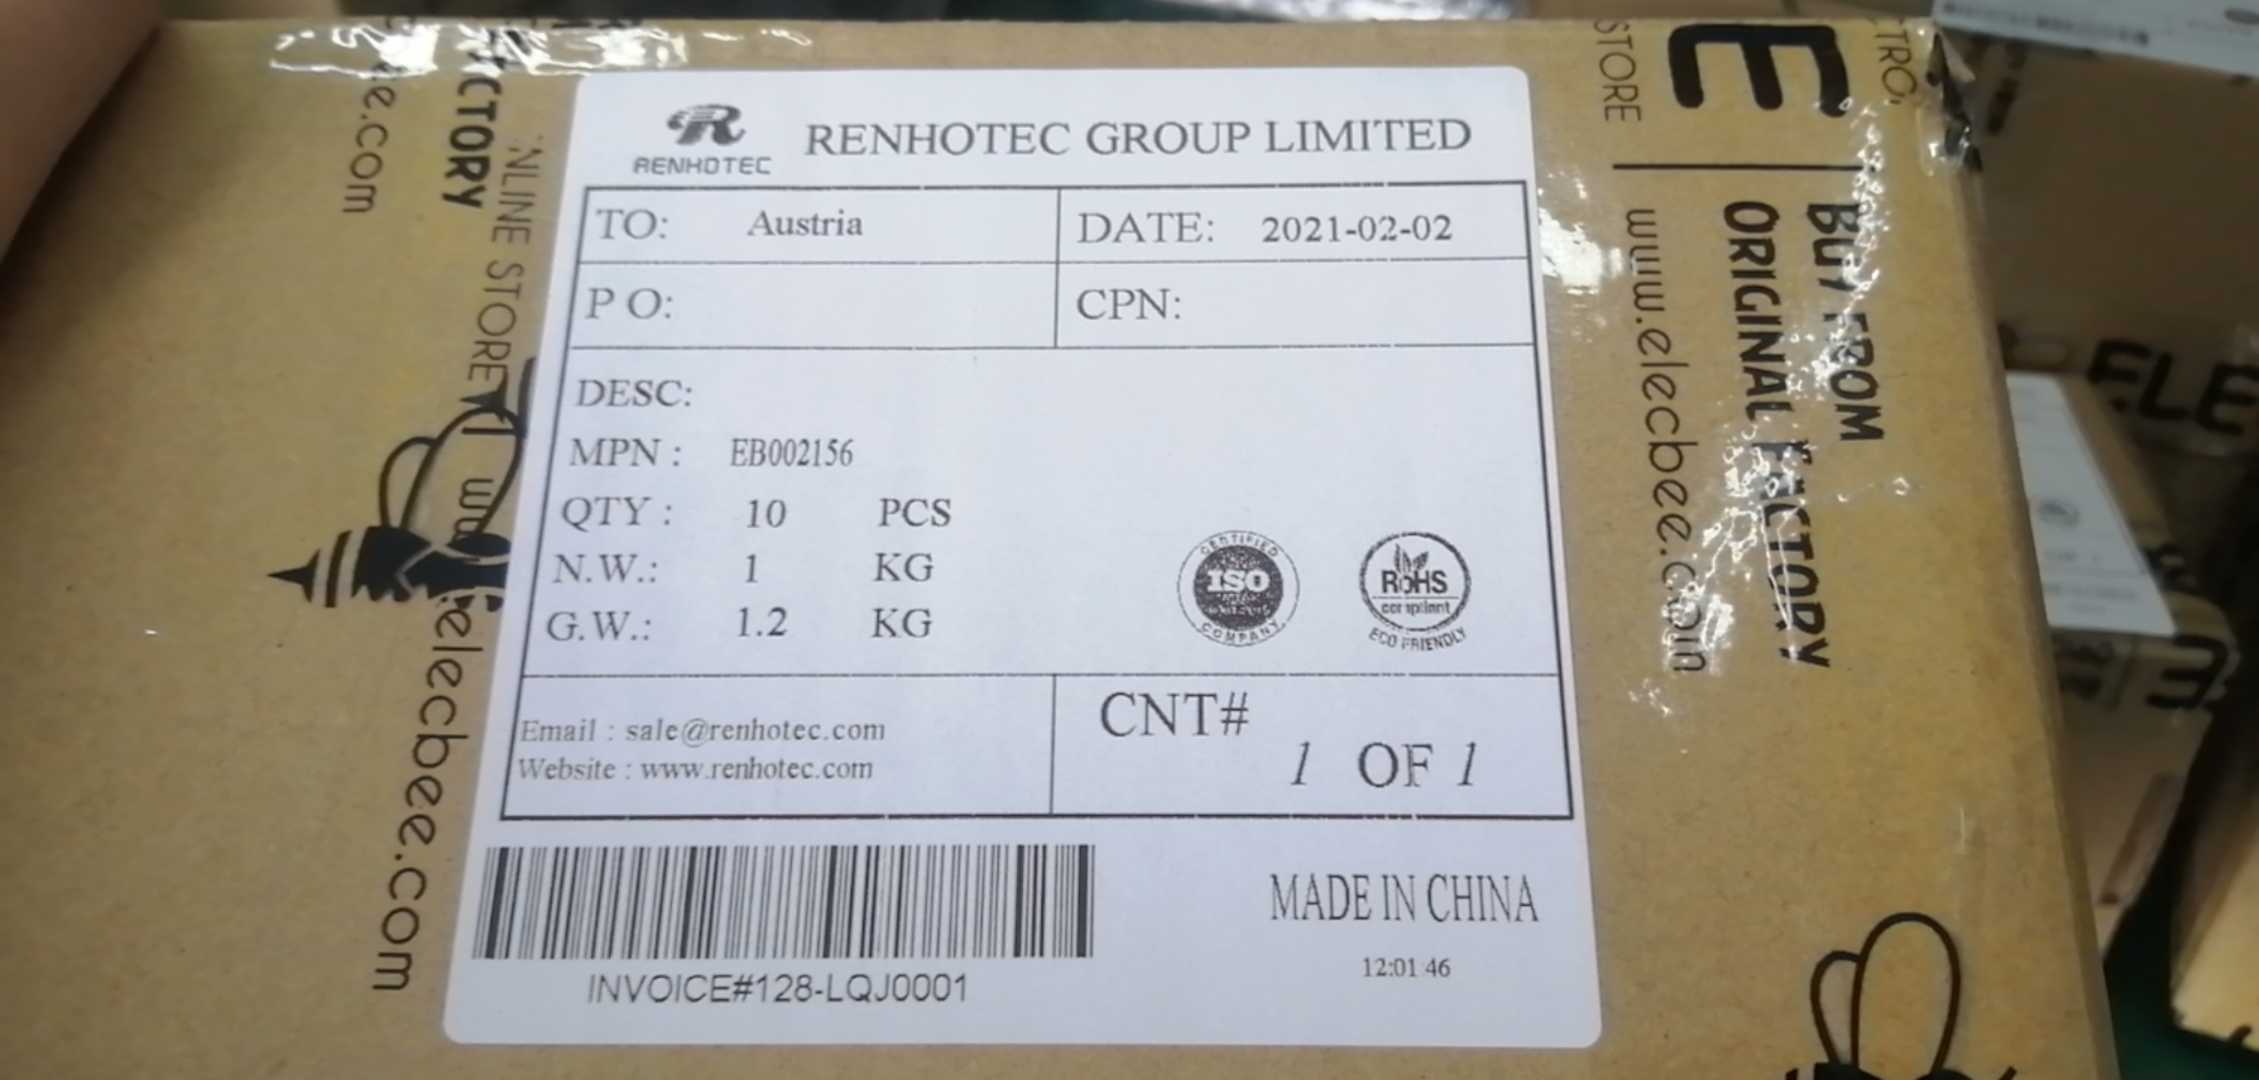 RENHOTEC
RENHOTEC GROUP LIMITED
TO: Austria
DATE: 2021-02-02
P O:
CPN:
DESC:
MPN : EB002156
QTY : 10 PCS
N.W.: 1 KG
G.W.: 1.2 KG
CERTIFIED
ISO
COMPANY
RoHS
compliant
ECO FRIENDLY
Email : sale@renhotec.com
Website : www.renhotec.com
CNT#
1 OF 1
INVOICE#128-LQJ0001
MADE IN CHINA
12:01 46
STORE
E
BUY FROM
ORIGINAL FACTORY
www.elecbee.com
STORE
elecbee.com
ELE